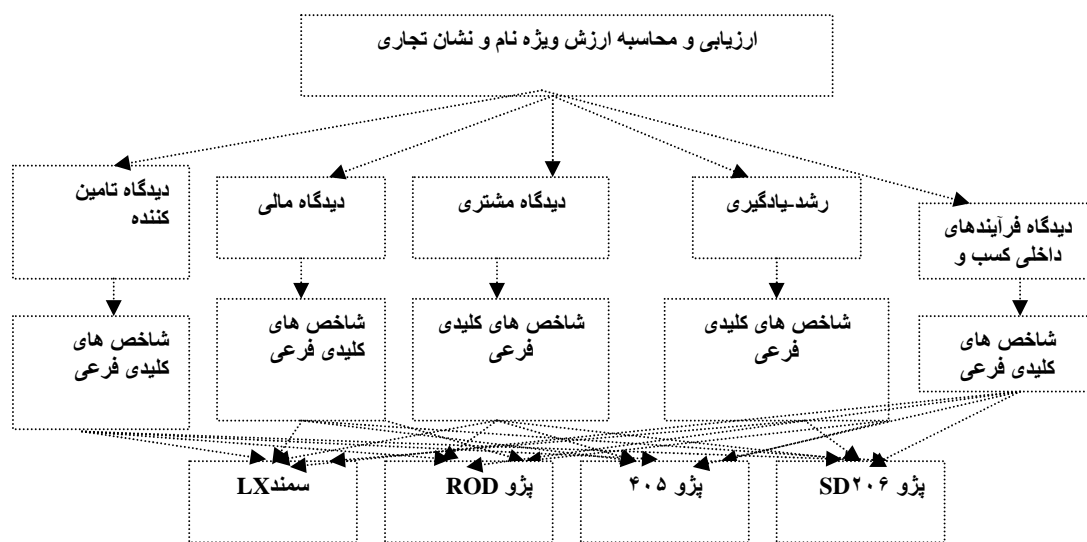 ارزیابی و محاسبه ارزش ویژه نام و نشان تجاری
دیدگاه فرآیندهای
داخلی کسب و
رشد-یادگیری
دیدگاه مشتری
دیدگاه مالی
دیدگاه تامین
کننده
شاخص های
کلیدی فرعی
شاخص های کلیدی
فرعی
شاخص های کلیدی
فرعی
شاخص های
کلیدی فرعی
شاخص های
کلیدی فرعی
پژو SD۲۰۶
پژو ۴۰۵
پژو ROD
سمندLX